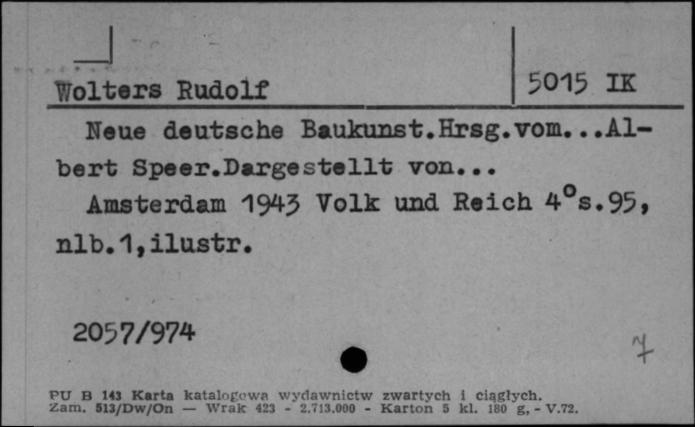 Wolters Rudolf 5015 IK
Neue deutsche Baukunst.Hrsg.vom...Al-
bert Speer.Dargestellt von...
Amsterdam 1943 Volk und Reich 4°s.95,
nlb.1,ilustr.
2057/974
7
PU B 143 Karta katalogowa wydawnictw zwartych i ciągłych.
Zam. 513/Dw/On — Wrak 423 - 2.713.000 - Karton 5 kl. 180 g, - V.72.